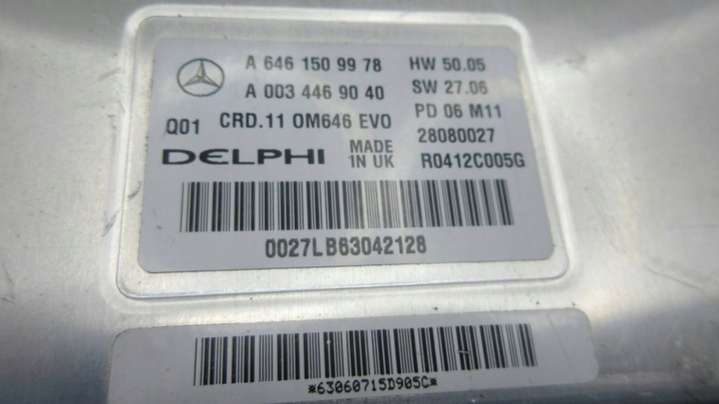 A 646 150 99 78 HW 50.05
A 003 446 90 40 SW 27.06
Q01 CRD.11 OM646 EVO PD 06 M11
DELPHI MADE IN UK 28080027
R0412C005G
0027LB63042128
*63060715D905C*